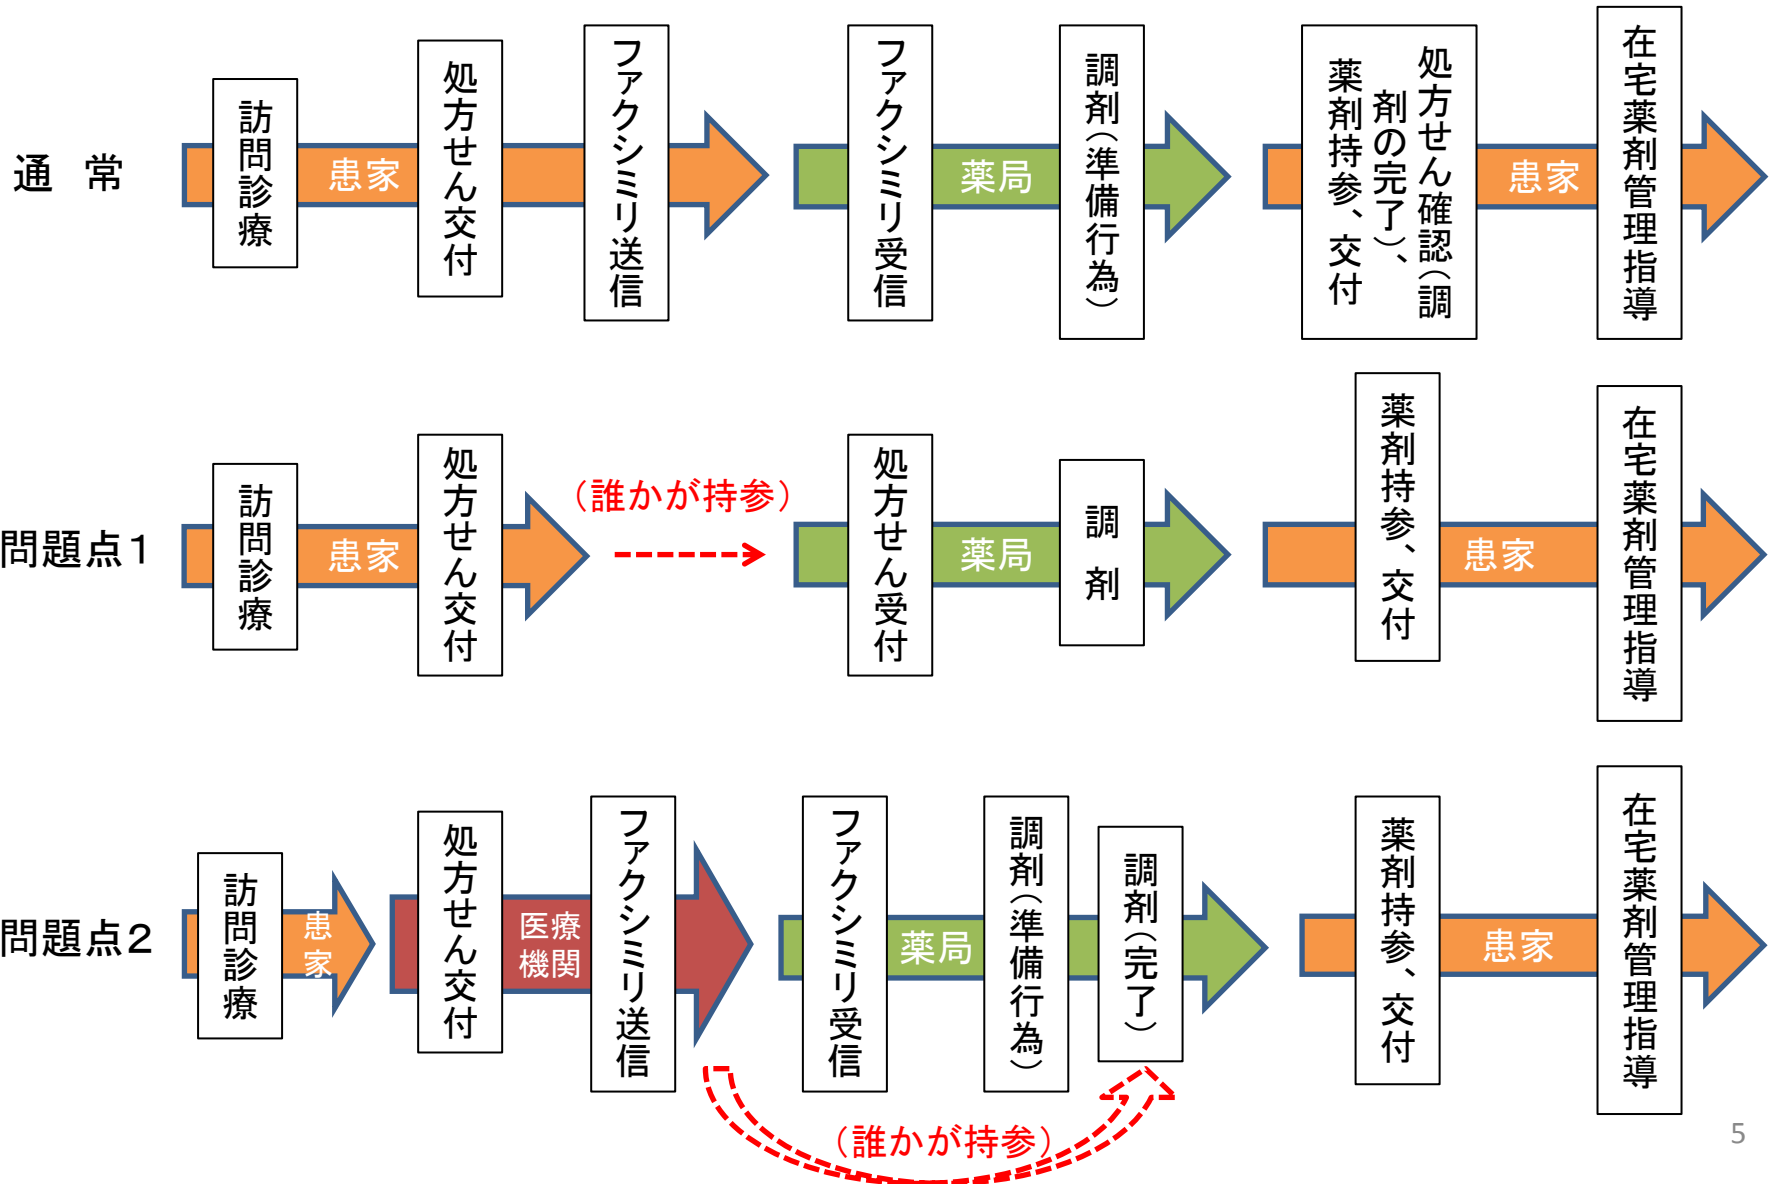 通　常
訪問診療
患家
処方せん交付
ファクシミリ送信
ファクシミリ受信
薬局
調剤（準備行為）
処方せん確認（調
剤の完了）、
薬剤持参、交付
患家
在宅薬剤管理指導
問題点１
訪問診療
患家
処方せん交付
（誰かが持参）
処方せん受付
薬局
調　剤
薬剤持参、交付
患家
在宅薬剤管理指導
問題点２
訪問診療
患
家
処方せん交付
医療
機関
ファクシミリ送信
ファクシミリ受信
薬局
調剤（準備行為）
調剤（完了）
薬剤持参、交付
患家
在宅薬剤管理指導
（誰かが持参）
5